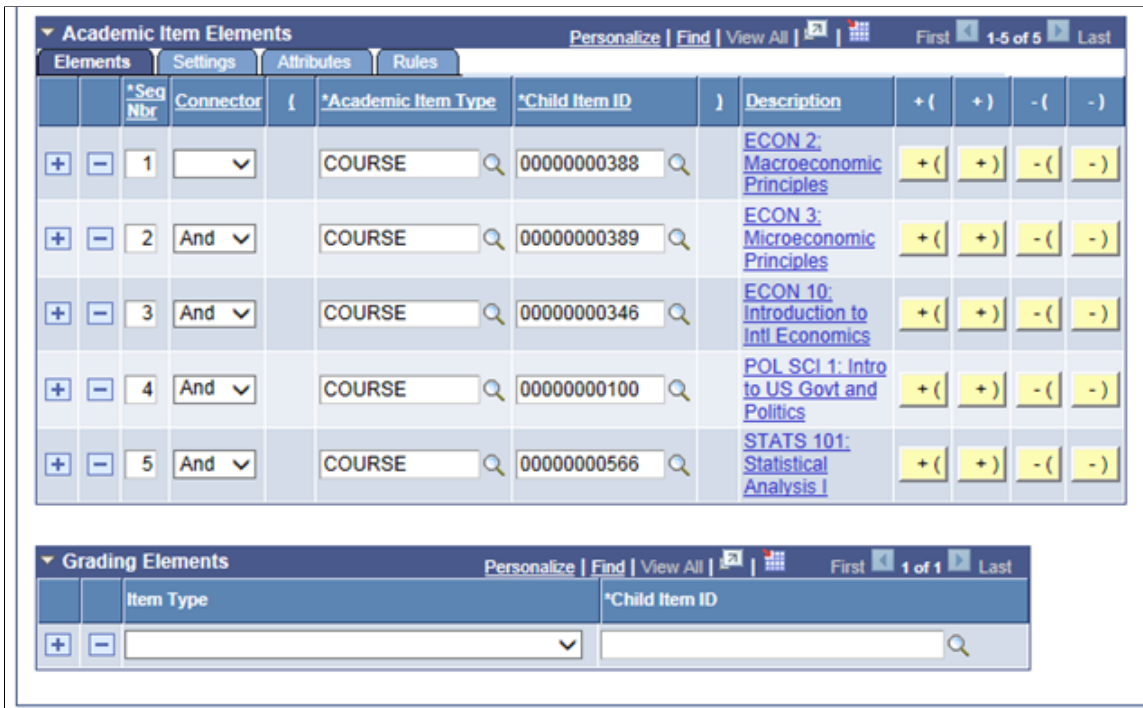 Academic Item Elements Personalize | Find | View All | | First 1-5 of 5 Last
Elements Settings Attributes Rules
*Seq Nbr Connector ( *Academic Item Type *Child Item ID ) Description + ( + ) - ( - )
+ - 1 COURSE 00000000388 ECON 2: + ( + ) - ( - )
Macroeconomic
Principles
+ - 2 And COURSE 00000000389 ECON 3: + ( + ) - ( - )
Microeconomic
Principles
+ - 3 And COURSE 00000000346 ECON 10: + ( + ) - ( - )
Introduction to
Intl Economics
+ - 4 And COURSE 00000000100 POL SCI 1: Intro + ( + ) - ( - )
to US Govt and
Politics
+ - 5 And COURSE 00000000566 STATS 101: + ( + ) - ( - )
Statistical
Analysis I
Grading Elements Personalize | Find | View All | | First 1 of 1 Last
Item Type *Child Item ID
+ -